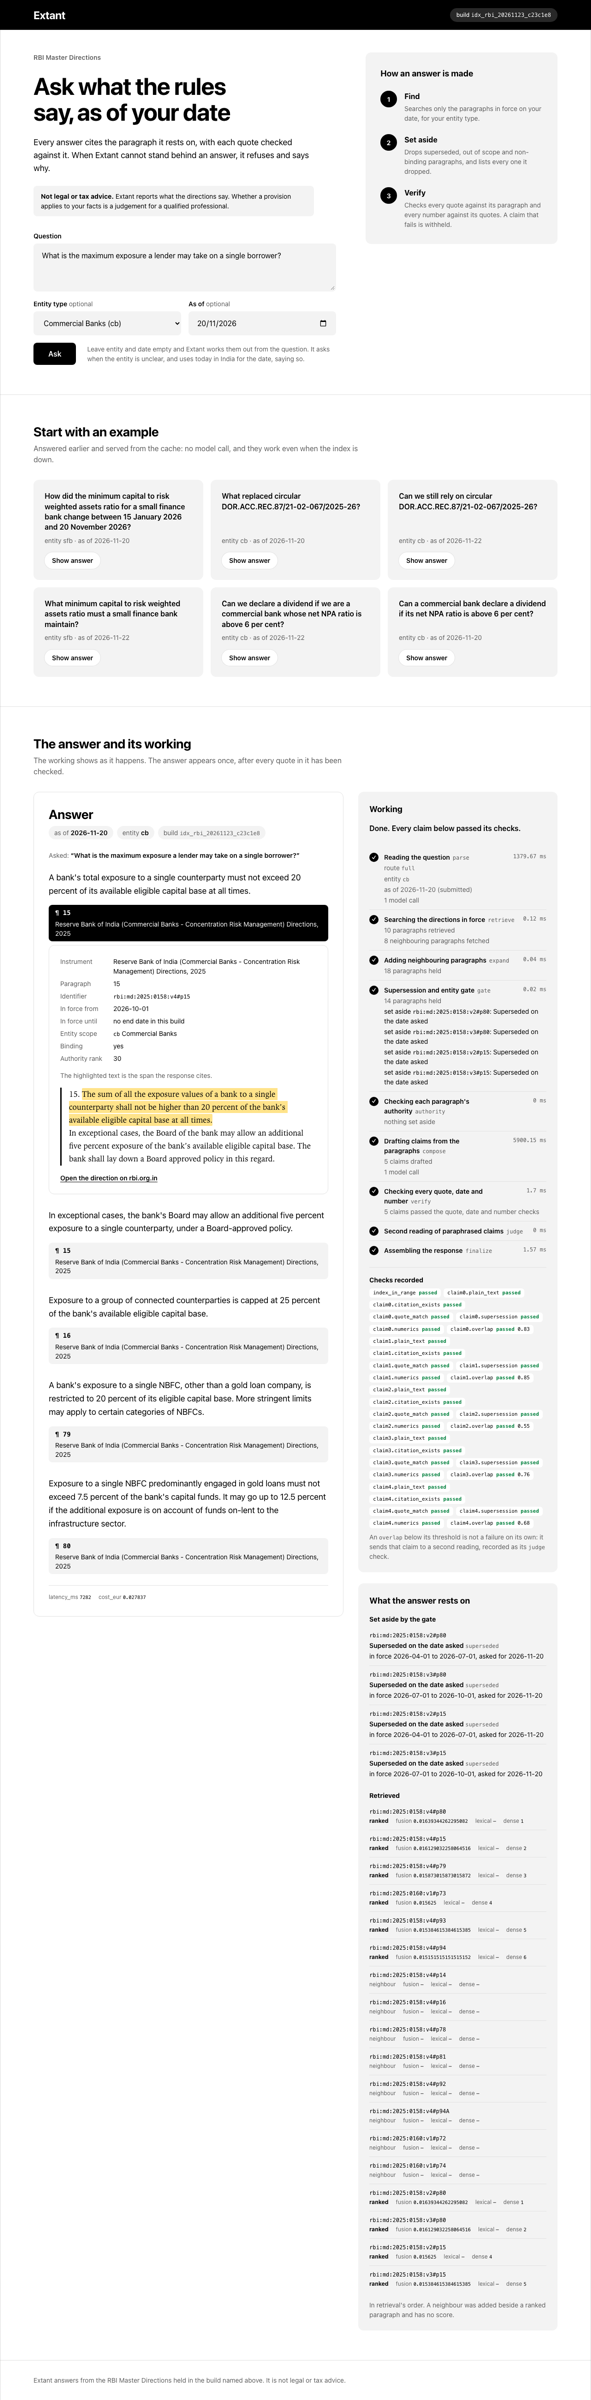 Extant
build idx_rbi_20261123_c23c1e8
RBI Master Directions
Ask what the rules
say, as of your date
Every answer cites the paragraph it rests on, with each quote checked
against it. When Extant cannot stand behind an answer, it refuses and says
why.
Not legal or tax advice. Extant reports what the directions say. Whether a provision
applies to your facts is a judgement for a qualified professional.
Question
What is the maximum exposure a lender may take on a single borrower?
Entity type optional
As of optional
Commercial Banks (cb)
20/11/2026
Ask
Leave entity and date empty and Extant works them out from the question. It asks
when the entity is unclear, and uses today in India for the date, saying so.
How an answer is made
1
Find
Searches only the paragraphs in force on your
date, for your entity type.
2
Set aside
Drops superseded, out of scope and non-
binding paragraphs, and lists every one it
dropped.
3
Verify
Checks every quote against its paragraph and
every number against its quotes. A claim that
fails is withheld.
Start with an example
Answered earlier and served from the cache: no model call, and they work even when the index is
down.
How did the minimum capital to risk
weighted assets ratio for a small finance
bank change between 15 January 2026
and 20 November 2026?
entity sfb · as of 2026-11-20
Show answer
What replaced circular
DOR.ACC.REC.87/21-02-067/2025-26?
entity cb · as of 2026-11-20
Show answer
Can we still rely on circular
DOR.ACC.REC.87/21-02-067/2025-26?
entity cb · as of 2026-11-22
Show answer
What minimum capital to risk weighted
assets ratio must a small finance bank
maintain?
entity sfb · as of 2026-11-22
Show answer
Can we declare a dividend if we are a
commercial bank whose net NPA ratio is
above 6 per cent?
entity cb · as of 2026-11-22
Show answer
Can a commercial bank declare a dividend
if its net NPA ratio is above 6 per cent?
entity cb · as of 2026-11-20
Show answer
The answer and its working
The working shows as it happens. The answer appears once, after every quote in it has been
checked.
Answer
as of 2026-11-20
entity cb
build idx_rbi_20261123_c23c1e8
Asked: "What is the maximum exposure a lender may take on a single borrower?"
A bank's total exposure to a single counterparty must not exceed 20
percent of its available eligible capital base at all times.
¶ 15
Reserve Bank of India (Commercial Banks - Concentration Risk Management) Directions,
2025
Instrument Reserve Bank of India (Commercial Banks - Concentration Risk
Management) Directions, 2025
Paragraph 15
Identifier rbi:md:2025:0158:v4#p15
In force from 2026-10-01
In force until no end date in this build
Entity scope cb Commercial Banks
Binding yes
Authority rank 30
The highlighted text is the span the response cites.
15. The sum of all the exposure values of a bank to a single
counterparty shall not be higher than 20 percent of the bank's
available eligible capital base at all times.
In exceptional cases, the Board of the bank may allow an additional
five percent exposure of the bank's available eligible capital base. The
bank shall lay down a Board approved policy in this regard.
Open the direction on rbi.org.in
In exceptional cases, the bank's Board may allow an additional five percent
exposure to a single counterparty, under a Board-approved policy.
¶ 15
Reserve Bank of India (Commercial Banks - Concentration Risk Management) Directions,
2025
Exposure to a group of connected counterparties is capped at 25 percent
of the bank's available eligible capital base.
¶ 16
Reserve Bank of India (Commercial Banks - Concentration Risk Management) Directions,
2025
A bank's exposure to a single NBFC, other than a gold loan company, is
restricted to 20 percent of its eligible capital base. More stringent limits
may apply to certain categories of NBFCs.
¶ 79
Reserve Bank of India (Commercial Banks - Concentration Risk Management) Directions,
2025
Exposure to a single NBFC predominantly engaged in gold loans must not
exceed 7.5 percent of the bank's capital funds. It may go up to 12.5 percent
if the additional exposure is on account of funds on-lent to the
infrastructure sector.
¶ 80
Reserve Bank of India (Commercial Banks - Concentration Risk Management) Directions,
2025
latency_ms 7282 cost_eur 0.027837
Working
Done. Every claim below passed its checks.
Reading the question parse 1379.67 ms
route full
entity cb
as of 2026-11-20 (submitted)
1 model call
Searching the directions in force retrieve 0.12 ms
10 paragraphs retrieved
8 neighbouring paragraphs fetched
Adding neighbouring paragraphs expand 0.04 ms
18 paragraphs held
Supersession and entity gate gate 0.02 ms
14 paragraphs held
set aside rbi:md:2025:0158:v2#p80: Superseded on
the date asked
set aside rbi:md:2025:0158:v3#p80: Superseded on
the date asked
set aside rbi:md:2025:0158:v2#p15: Superseded on
the date asked
set aside rbi:md:2025:0158:v3#p15: Superseded on
the date asked
Checking each paragraph's
authority authority 0 ms
nothing set aside
Drafting claims from the
paragraphs compose 5900.15 ms
5 claims drafted
1 model call
Checking every quote, date and
number verify 1.7 ms
5 claims passed the quote, date and number checks
Second reading of paraphrased claims judge 0 ms
Assembling the response finalize 1.57 ms
Checks recorded
index_in_range passed claim0.plain_text passed
claim0.citation_exists passed
claim0.quote_match passed claim0.supersession passed
claim0.numerics passed claim0.overlap passed 0.83
claim1.plain_text passed
claim1.citation_exists passed
claim1.quote_match passed claim1.supersession passed
claim1.numerics passed claim1.overlap passed 0.85
claim2.plain_text passed
claim2.citation_exists passed
claim2.quote_match passed claim2.supersession passed
claim2.numerics passed claim2.overlap passed 0.55
claim3.plain_text passed
claim3.citation_exists passed
claim3.quote_match passed claim3.supersession passed
claim3.numerics passed claim3.overlap passed 0.76
claim4.plain_text passed
claim4.citation_exists passed
claim4.quote_match passed claim4.supersession passed
claim4.numerics passed claim4.overlap passed 0.68
An overlap below its threshold is not a failure on its own: it
sends that claim to a second reading, recorded as its judge
check.
What the answer rests on
Set aside by the gate
rbi:md:2025:0158:v2#p80
Superseded on the date asked superseded
in force 2026-04-01 to 2026-07-01, asked for 2026-11-20
rbi:md:2025:0158:v3#p80
Superseded on the date asked superseded
in force 2026-07-01 to 2026-10-01, asked for 2026-11-20
rbi:md:2025:0158:v2#p15
Superseded on the date asked superseded
in force 2026-04-01 to 2026-07-01, asked for 2026-11-20
rbi:md:2025:0158:v3#p15
Superseded on the date asked superseded
in force 2026-07-01 to 2026-10-01, asked for 2026-11-20
Retrieved
rbi:md:2025:0158:v4#p80
ranked fusion 0.01639344262295082 lexical – dense 1
rbi:md:2025:0158:v4#p15
ranked fusion 0.016129032258064516 lexical – dense 2
rbi:md:2025:0158:v4#p79
ranked fusion 0.015873015873015872 lexical – dense 3
rbi:md:2025:0160:v1#p73
ranked fusion 0.015625 lexical – dense 4
rbi:md:2025:0158:v4#p93
ranked fusion 0.015384615384615385 lexical – dense 5
rbi:md:2025:0158:v4#p94
ranked fusion 0.015151515151515152 lexical – dense 6
rbi:md:2025:0158:v4#p14
neighbour fusion – lexical – dense –
rbi:md:2025:0158:v4#p16
neighbour fusion – lexical – dense –
rbi:md:2025:0158:v4#p78
neighbour fusion – lexical – dense –
rbi:md:2025:0158:v4#p81
neighbour fusion – lexical – dense –
rbi:md:2025:0158:v4#p92
neighbour fusion – lexical – dense –
rbi:md:2025:0158:v4#p94A
neighbour fusion – lexical – dense –
rbi:md:2025:0160:v1#p72
neighbour fusion – lexical – dense –
rbi:md:2025:0160:v1#p74
neighbour fusion – lexical – dense –
rbi:md:2025:0158:v2#p80
ranked fusion 0.01639344262295082 lexical – dense 1
rbi:md:2025:0158:v3#p80
ranked fusion 0.016129032258064516 lexical – dense 2
rbi:md:2025:0158:v2#p15
ranked fusion 0.015625 lexical – dense 4
rbi:md:2025:0158:v3#p15
ranked fusion 0.015384615384615385 lexical – dense 5
In retrieval's order. A neighbour was added beside a ranked
paragraph and has no score.
Extant answers from the RBI Master Directions held in the build named above. It is not legal or tax advice.